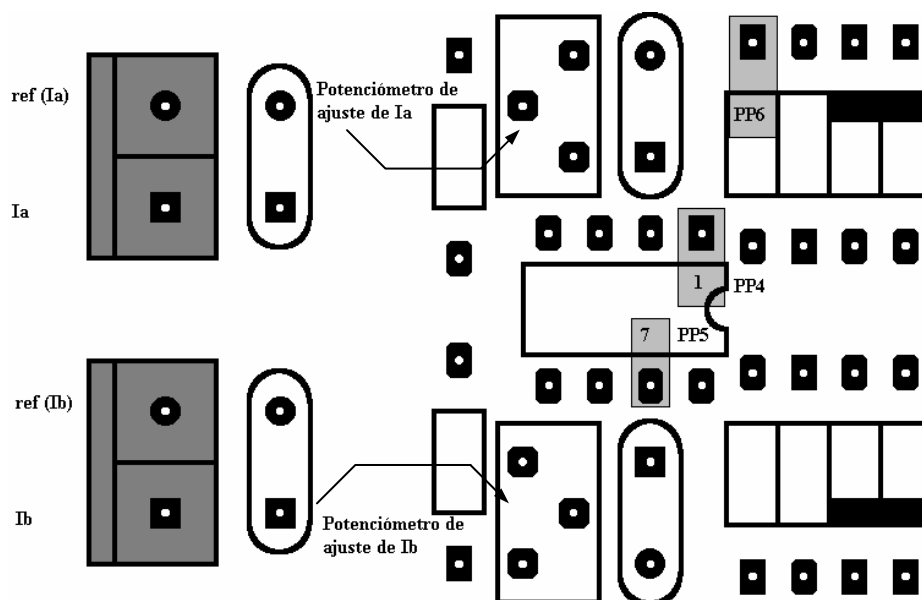 ref (Ia)
Ia
Potenciómetro de
ajuste de Ia
PP6
1
PP4
7
PP5
ref (Ib)
Ib
Potenciómetro de
ajuste de Ib